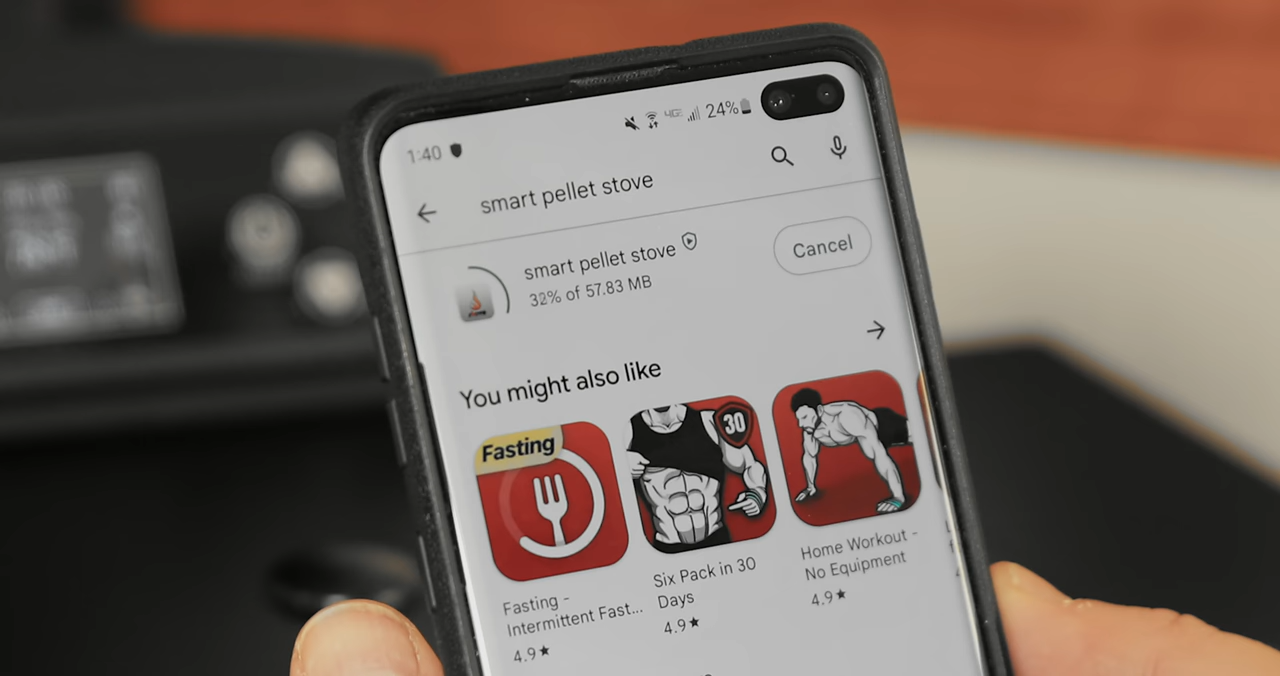 1:40
4GE 24%
smart pellet stove
smart pellet stove
32% of 57.83 MB
Cancel
You might also like
Fasting
30
Fasting -
Intermittent Fast...
4.9★
Six Pack in 30
Days
4.9★
Home Workout -
No Equipment
4.9★